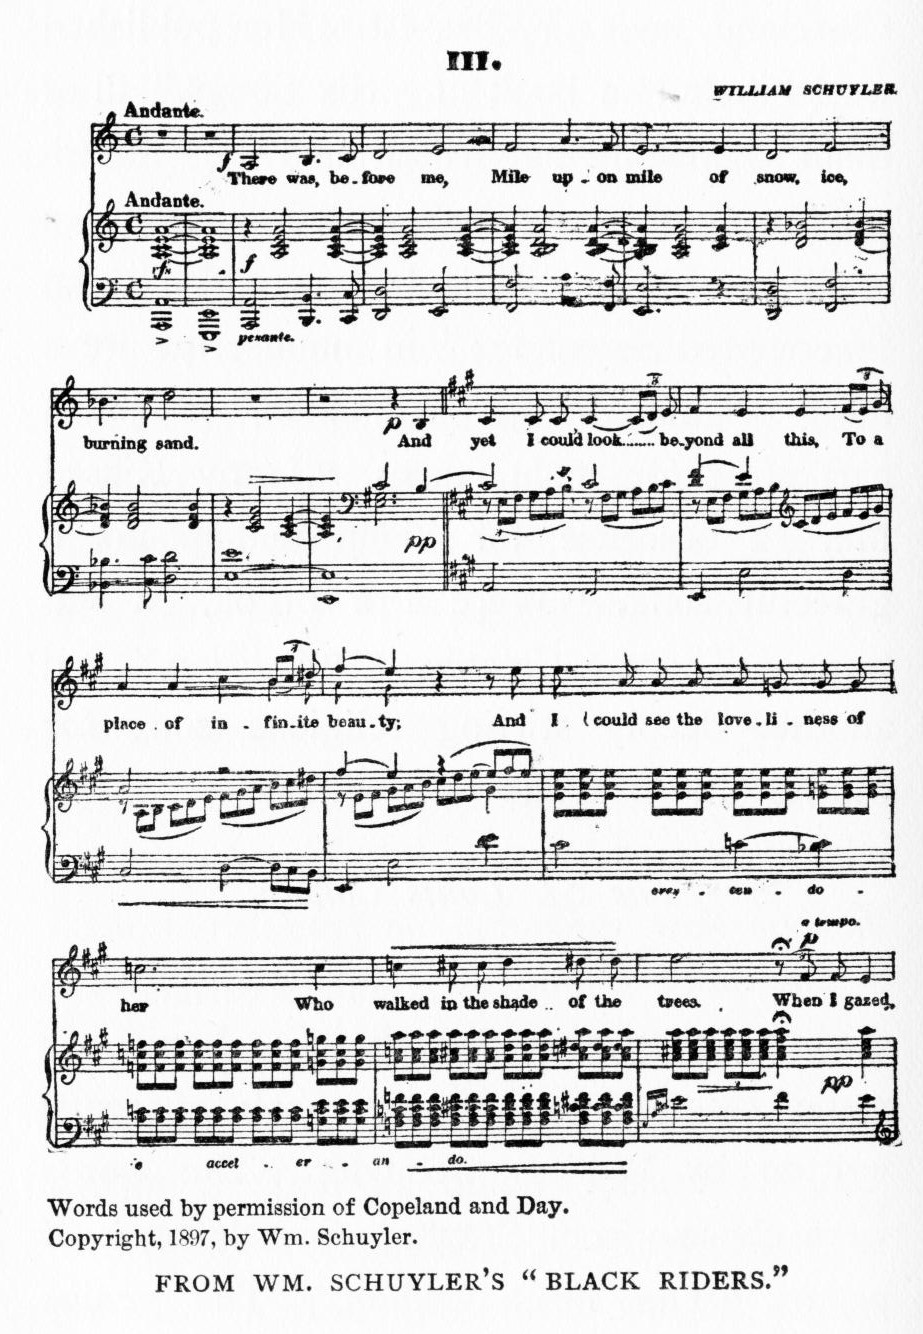 III.
WILLIAM SCHUYLER.
Andante.
f
There was, be-fore me, Mile up-on mile of snow, ice,
Andante.
fz f
pesante.
p
burning sand. And yet I could look........ be-yond all this, To a
3 3
pp
3
place of in-fin-ite beau-ty; And I could see the love-li-ness of
cres-cen-do-
a tempo.
p
her Who walked in the shade of the trees. When I gazed,
pp
e accel-er-an-do.
Words used by permission of Copeland and Day.
Copyright, 1897, by Wm. Schuyler.
FROM WM. SCHUYLER'S “BLACK RIDERS.”